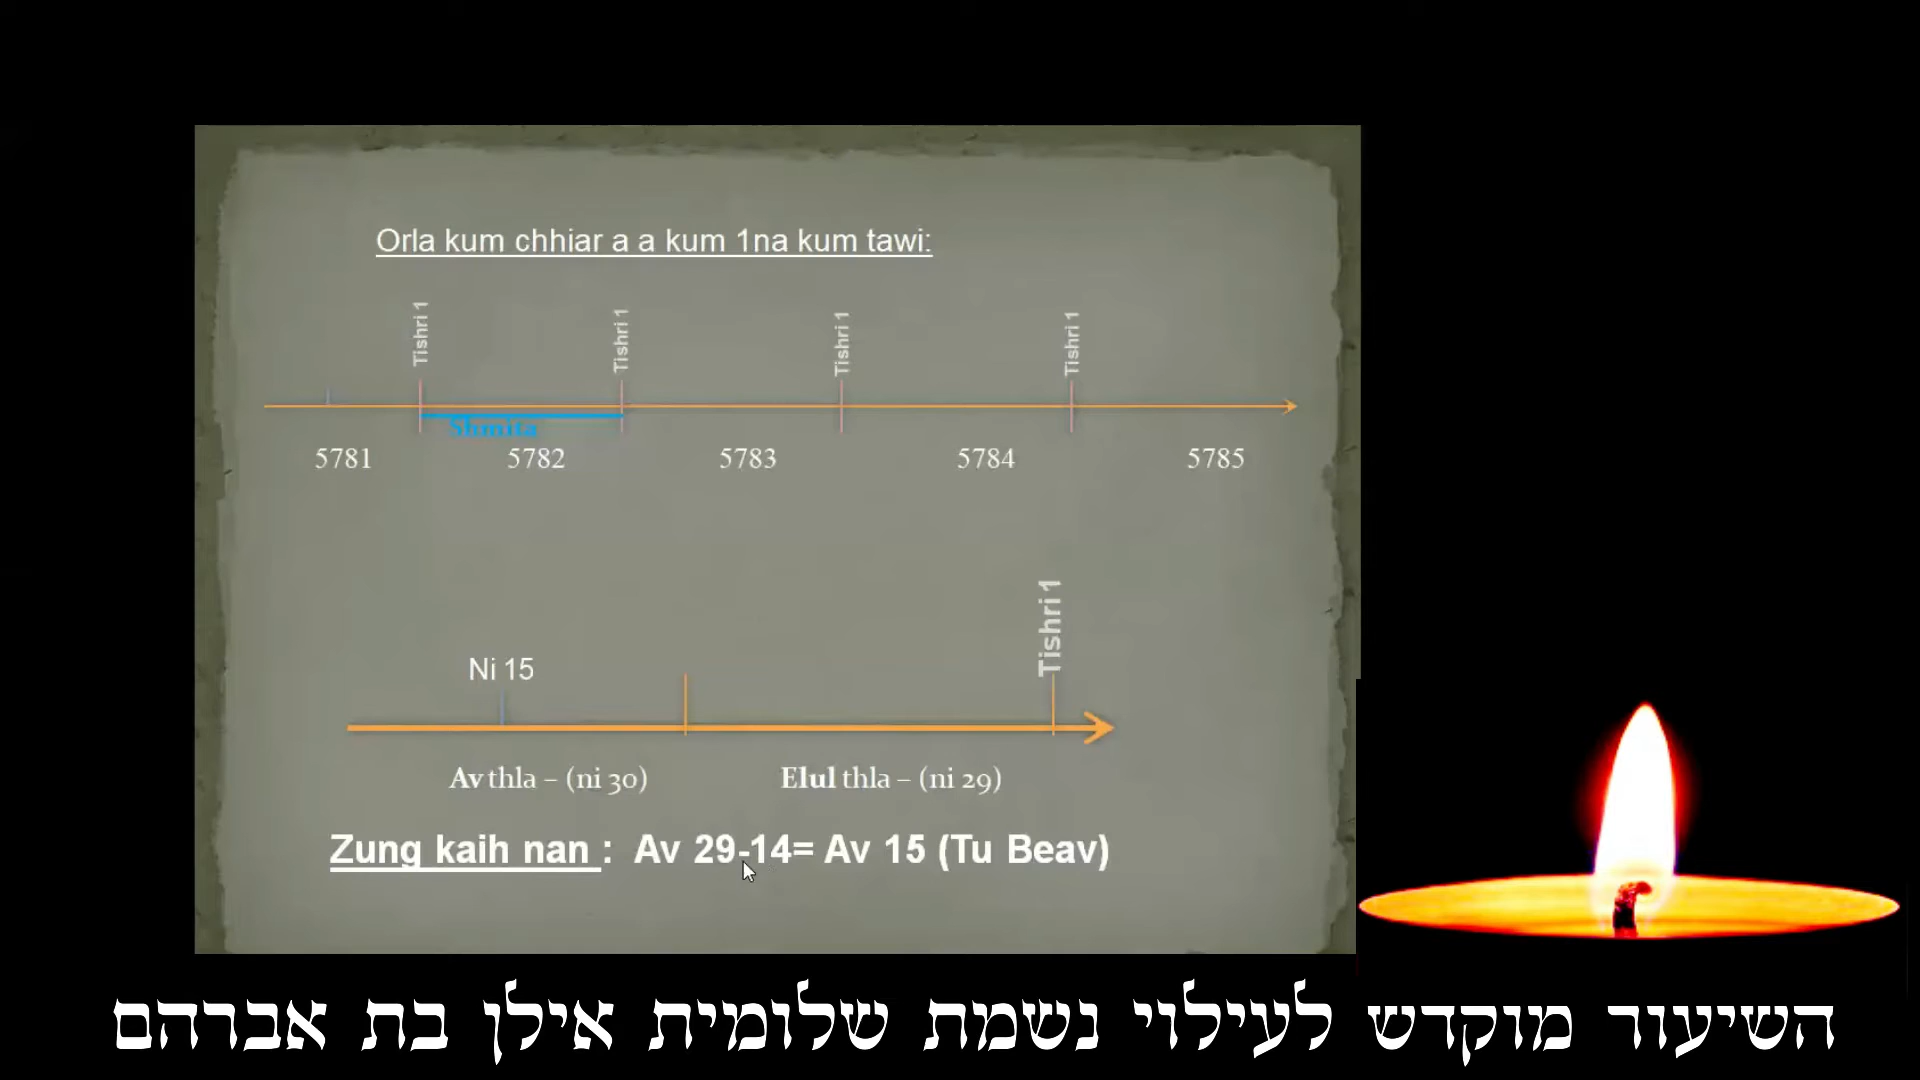 Orla kum chhiar a a kum 1na kum tawi:
Tishri 1 Tishri 1 Tishri 1 Tishri 1
Shmita
5781 5782 5783 5784 5785
Tishri 1
Ni 15
Av thla – (ni 30) Elul thla – (ni 29)
Zung kaih nan : Av 29-14= Av 15 (Tu Beav)
השיעור מוקדש לעילוי נשמת שלומית אילן בת אברהם